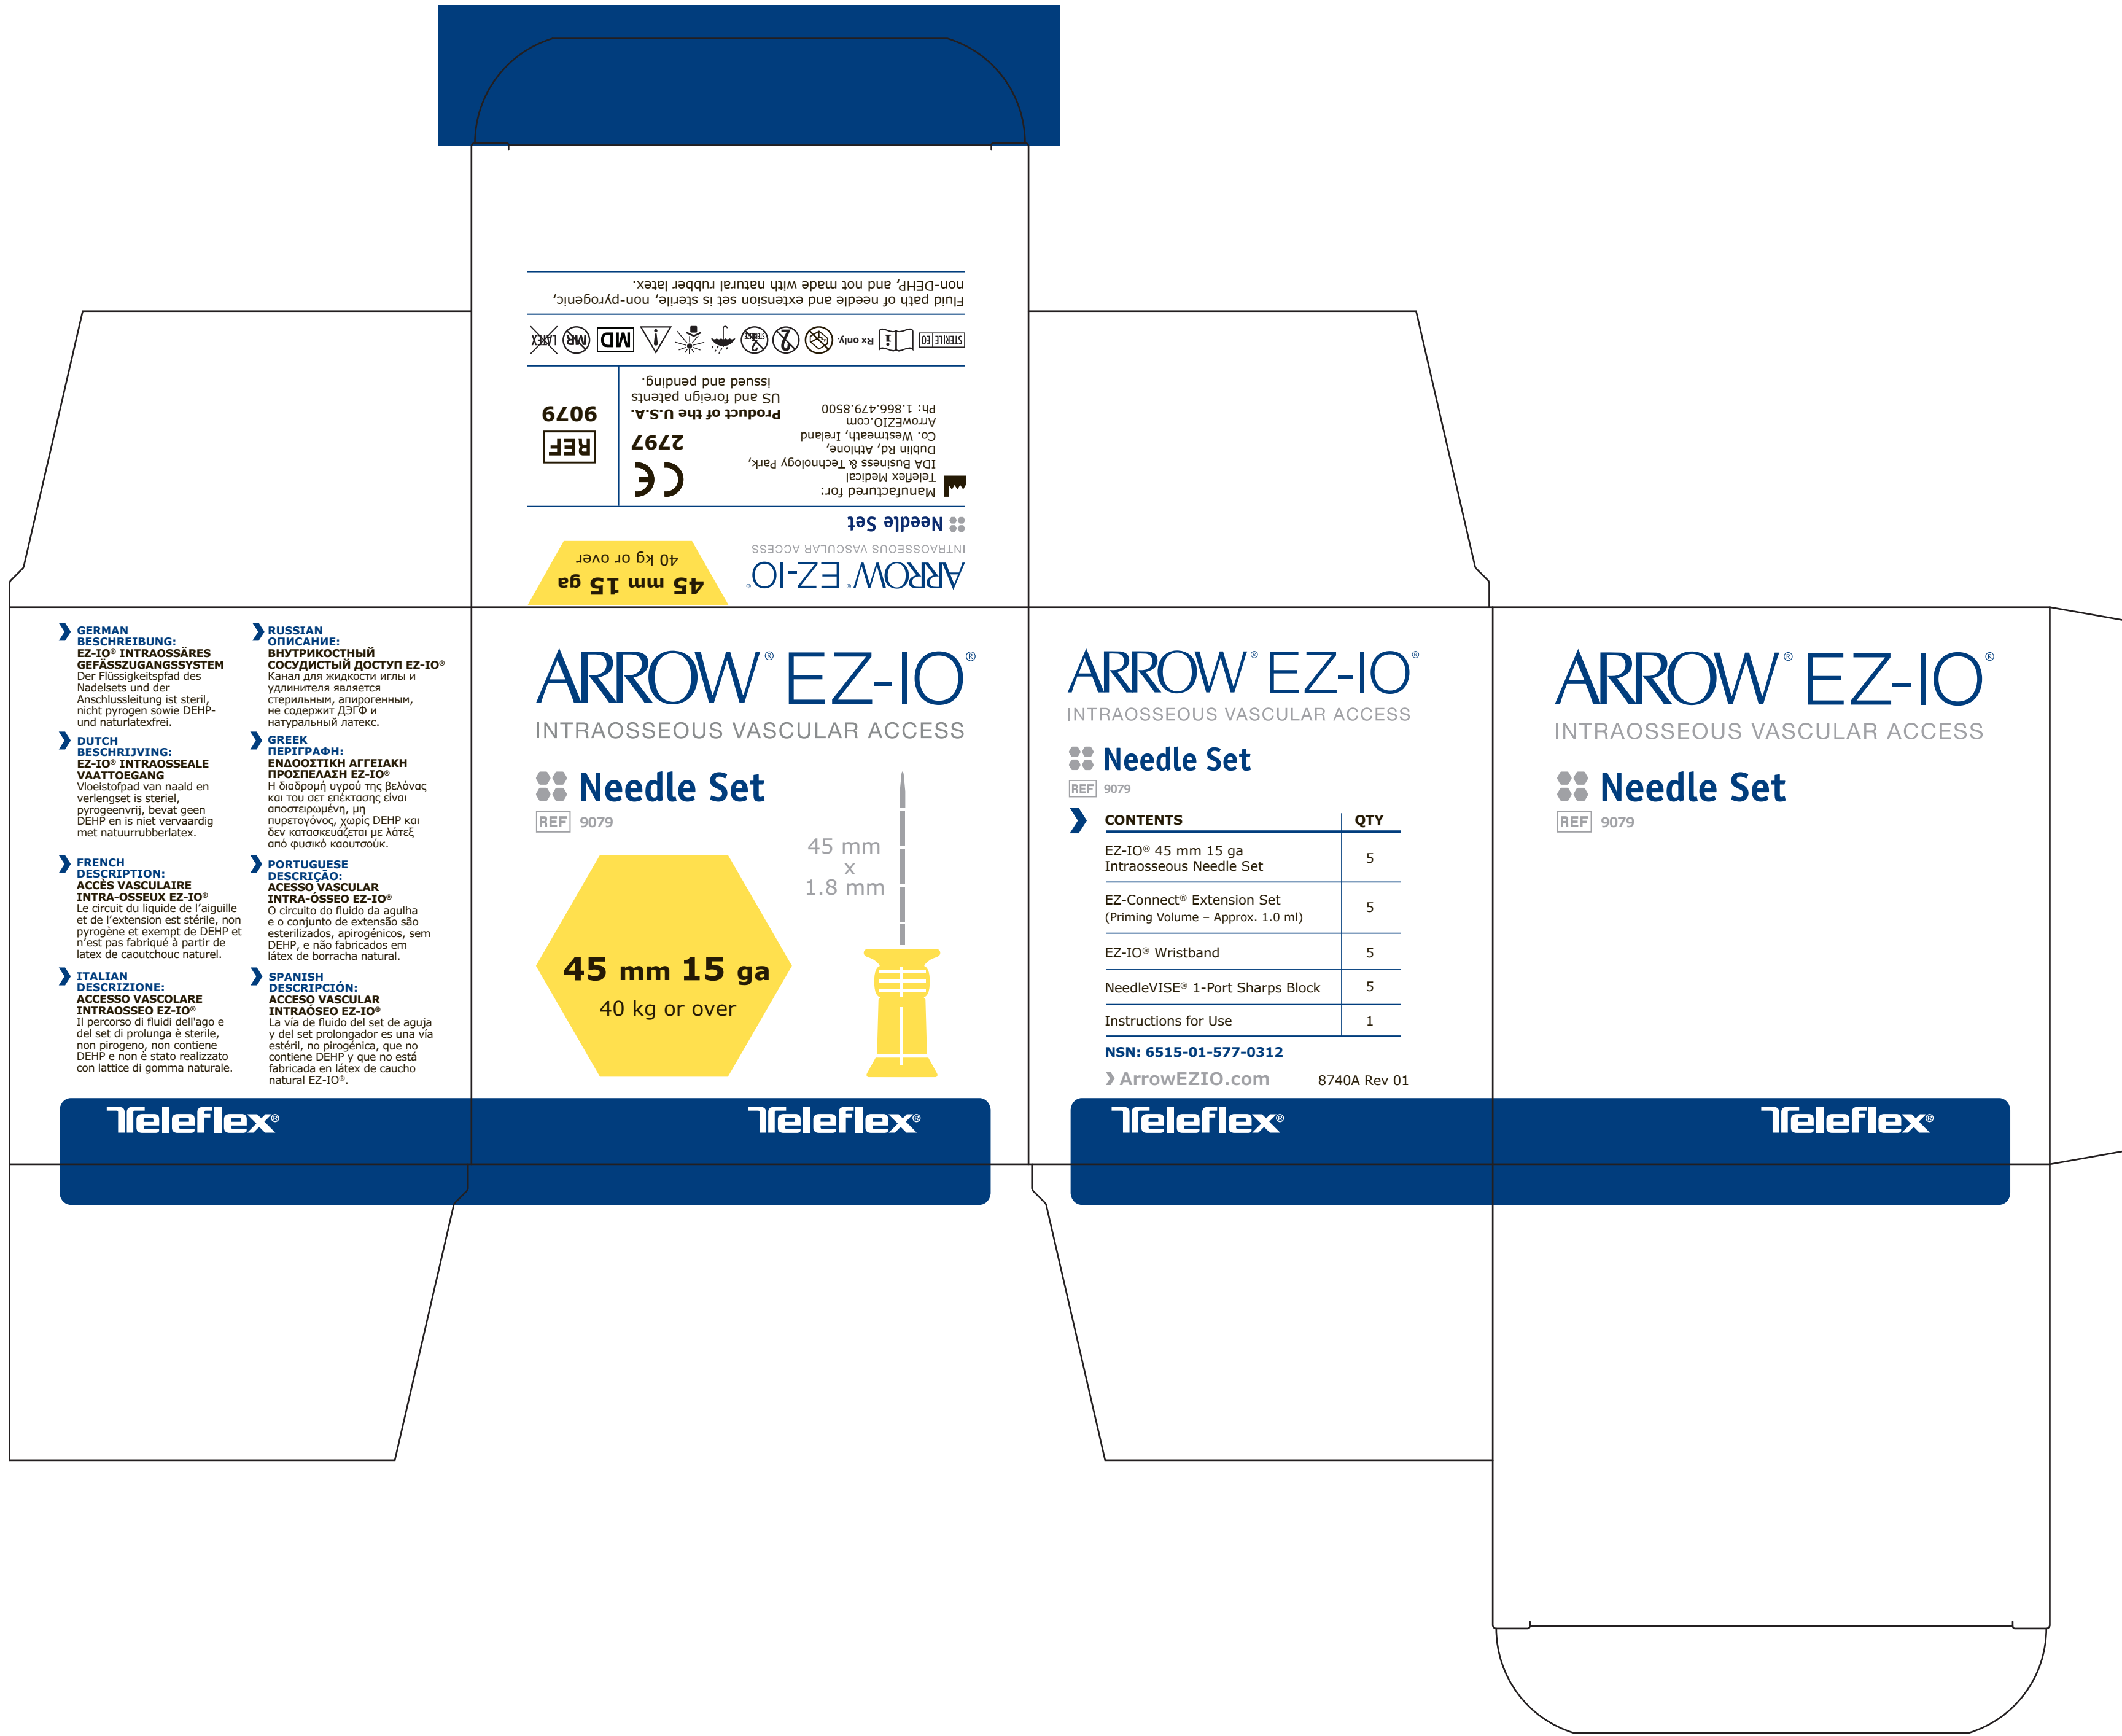 ARROW® EZ-IO®
INTRAOSSEOUS VASCULAR ACCESS
Needle Set
45 mm 15 ga
40 kg or over
Manufactured for:
Teleflex Medical
IDA Business & Technology Park,
Dublin Rd, Athlone,
Co. Westmeath, Ireland
ArrowEZIO.com
Ph: 1.866.479.8500
CE
2797
Product of the U.S.A.
US and foreign patents
issued and pending.
REF
9079
STERILE EO
i
Rx only.
2
2
STERILIZE
MD
MR
LATEX
Fluid path of needle and extension set is sterile, non-pyrogenic,
non-DEHP, and not made with natural rubber latex.
GERMAN
BESCHREIBUNG:
EZ-IO® INTRAOSSÄRES
GEFÄSSZUGANGSSYSTEM
Der Flüssigkeitspfad des
Nadelsets und der
Anschlussleitung ist steril,
nicht pyrogen sowie DEHP-
und naturlatexfrei.
DUTCH
BESCHRIJVING:
EZ-IO® INTRAOSSEALE
VAATTOEGANG
Vloeistofpad van naald en
verlengset is steriel,
pyrogeenvrij, bevat geen
DEHP en is niet vervaardig
met natuurrubberlatex.
FRENCH
DESCRIPTION:
ACCÈS VASCULAIRE
INTRA-OSSEUX EZ-IO®
Le circuit du liquide de l’aiguille
et de l’extension est stérile, non
pyrogène et exempt de DEHP et
n’est pas fabriqué à partir de
latex de caoutchouc naturel.
ITALIAN
DESCRIZIONE:
ACCESSO VASCOLARE
INTRAOSSEO EZ-IO®
Il percorso di fluidi dell'ago e
del set di prolunga è sterile,
non pirogeno, non contiene
DEHP e non è stato realizzato
con lattice di gomma naturale.
RUSSIAN
ОПИСАНИЕ:
ВНУТРИКОСТНЫЙ
СОСУДИСТЫЙ ДОСТУП EZ-IO®
Канал для жидкости иглы и
удлинителя является
стерильным, апирогенным,
не содержит ДЭГФ и
натуральный латекс.
GREEK
ΠΕΡΙΓΡΑΦΗ:
ΕΝΔΟΟΣΤΙΚΗ ΑΓΓΕΙΑΚΗ
ΠΡΟΣΠΕΛΑΣΗ EZ-IO®
Η διαδρομή υγρού της βελόνας
και του σετ επέκτασης είναι
αποστειρωμένη, μη
πυρετογόνος, χωρίς DEHP και
δεν κατασκευάζεται με λάτεξ
από φυσικό καουτσούκ.
PORTUGUESE
DESCRIÇÃO:
ACESSO VASCULAR
INTRA-ÓSSEO EZ-IO®
O circuito do fluido da agulha
e o conjunto de extensão são
esterilizados, apirogénicos, sem
DEHP, e não fabricados em
látex de borracha natural.
SPANISH
DESCRIPCIÓN:
ACCESO VASCULAR
INTRAÓSEO EZ-IO®
La vía de fluido del set de aguja
y del set prolongador es una vía
estéril, no pirogénica, que no
contiene DEHP y que no está
fabricada en látex de caucho
natural EZ-IO®.
Teleflex®
ARROW® EZ-IO®
INTRAOSSEOUS VASCULAR ACCESS
Needle Set
REF 9079
45 mm
x
1.8 mm
45 mm 15 ga
40 kg or over
Teleflex®
ARROW® EZ-IO®
INTRAOSSEOUS VASCULAR ACCESS
Needle Set
REF 9079
CONTENTS QTY
EZ-IO® 45 mm 15 ga
Intraosseous Needle Set 5
EZ-Connect® Extension Set
(Priming Volume – Approx. 1.0 ml) 5
EZ-IO® Wristband 5
NeedleVISE® 1-Port Sharps Block 5
Instructions for Use 1
NSN: 6515-01-577-0312
ArrowEZIO.com 8740A Rev 01
Teleflex®
ARROW® EZ-IO®
INTRAOSSEOUS VASCULAR ACCESS
Needle Set
REF 9079
Teleflex®